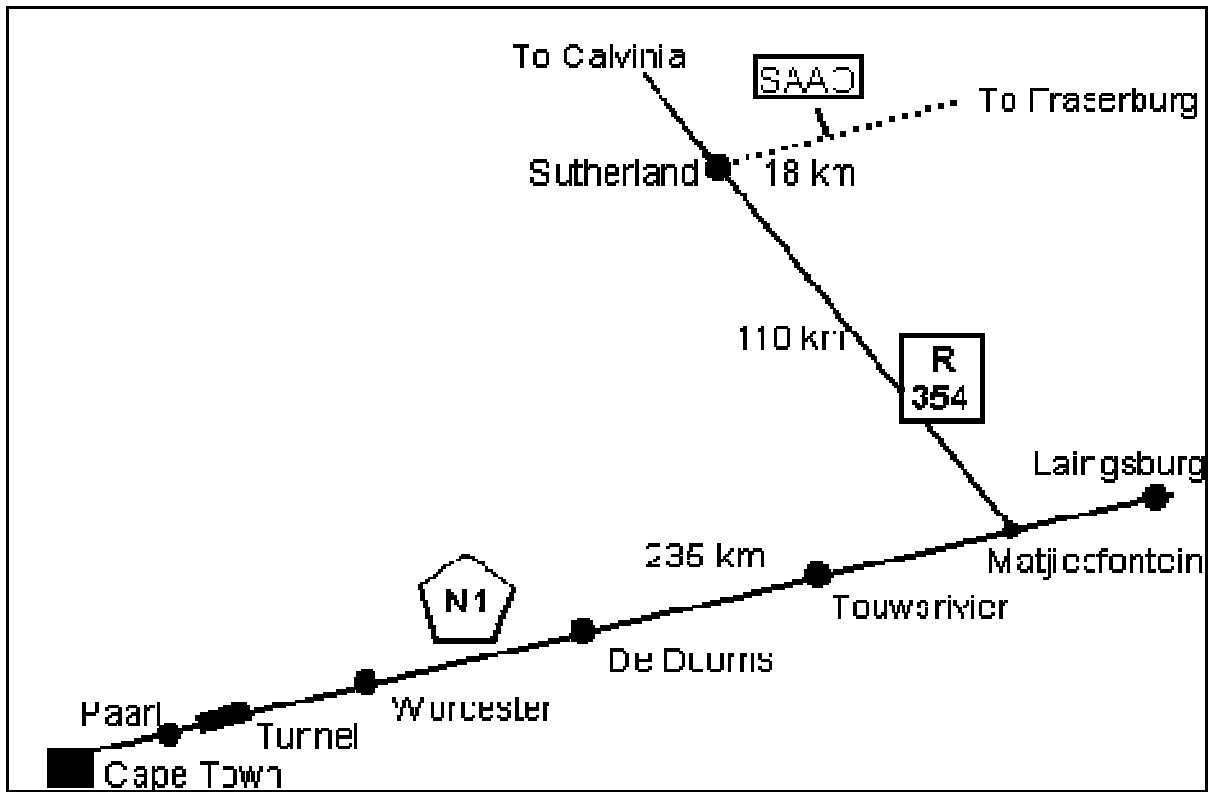 To Calvinia
SAAO
To Fraserburg
Sutherland
18 km
110 km
R
354
Laingsburg
235 km
Matjiesfontein
N1
Touwsrivier
De Doorns
Worcester
Paarl
Tunnel
Cape Town